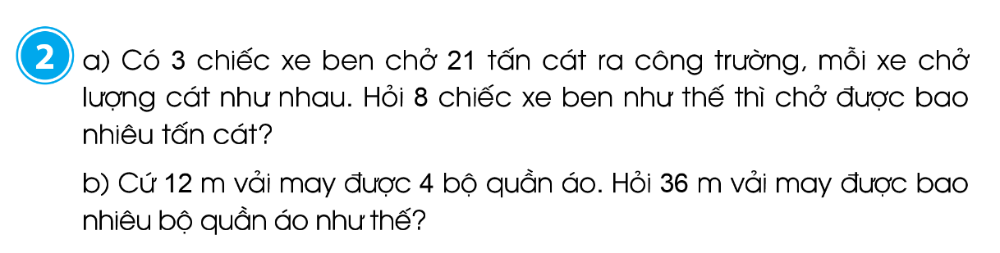 2
a) Có 3 chiếc xe ben chở 21 tấn cát ra công trường, mỗi xe chở
lượng cát như nhau. Hỏi 8 chiếc xe ben như thế thì chở được bao
nhiêu tấn cát?
b) Cứ 12 m vải may được 4 bộ quần áo. Hỏi 36 m vải may được bao
nhiêu bộ quần áo như thế?